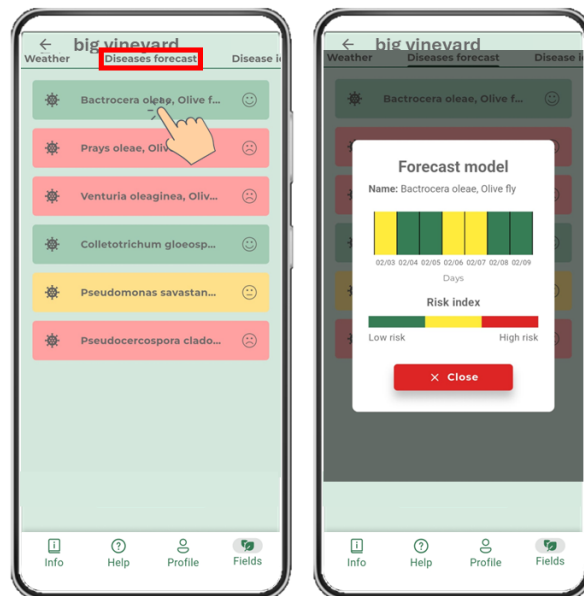 big vineyard
Weather Diseases forecast Disease i
Bactrocera oleae, Olive f...
Prays oleae, Oliv
Venturia oleaginea, Oliv...
Colletotrichum gloeosp...
Pseudomonas savastan...
Pseudocercospora clado...
Info Help Profile Fields
big vineyard
Weather Diseases forecast Disease i
Bactrocera oleae, Olive f...
Forecast model
Name: Bactrocera oleae, Olive fly
02/03 02/04 02/05 02/06 02/07 02/08 02/09
Days
Risk index
Low risk High risk
× Close
Info Help Profile Fields